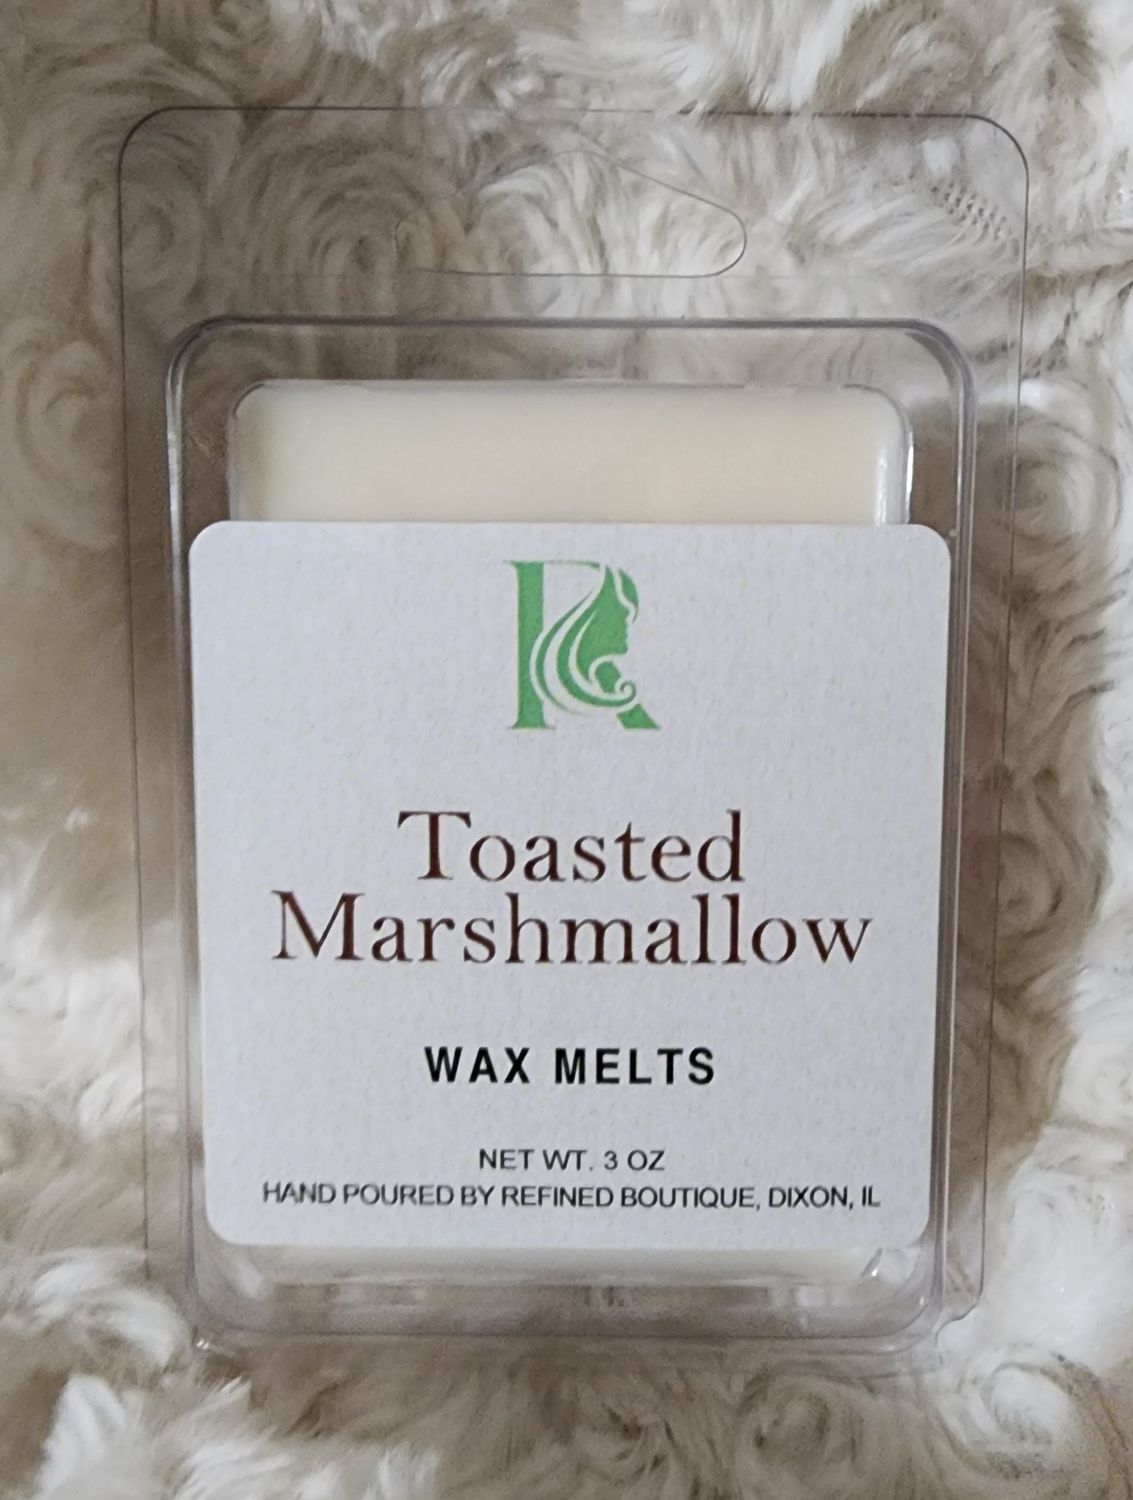 R
Toasted
Marshmallow
WAX MELTS
NET WT. 3 OZ
HAND POURED BY REFINED BOUTIQUE, DIXON, IL